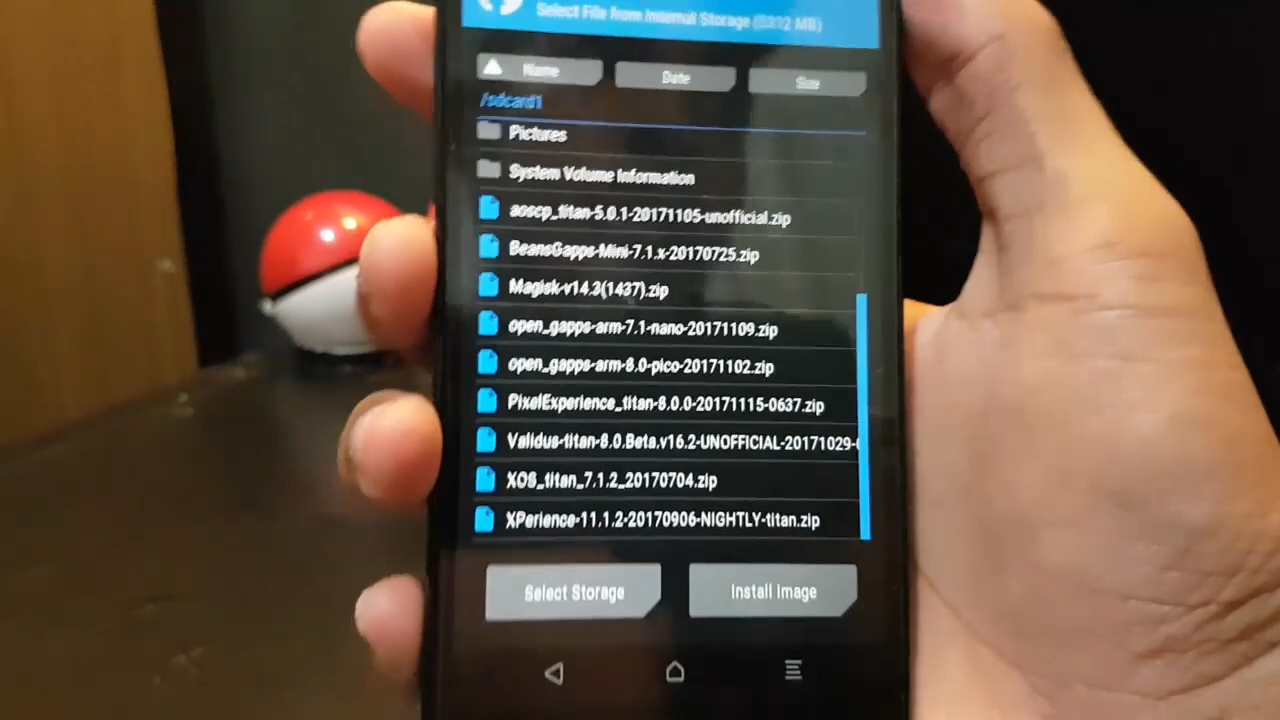 Select File from Internal Storage (5312 MB)
Name
Date
Size
/sdcard1
Pictures
System Volume Information
aoscp_titan-5.0.1-20171105-unofficial.zip
BeansGapps-Mini-7.1.x-20170725.zip
Magisk-v14.3(1437).zip
open_gapps-arm-7.1-nano-20171109.zip
open_gapps-arm-8.0-pico-20171102.zip
PixelExperience_titan-8.0.0-20171115-0637.zip
Validus-titan-8.0.Beta.v16.2-UNOFFICIAL-20171029-
XOS_titan_7.1.2_20170704.zip
XPerience-11.1.2-20170906-NIGHTLY-titan.zip
Select Storage
Install Image